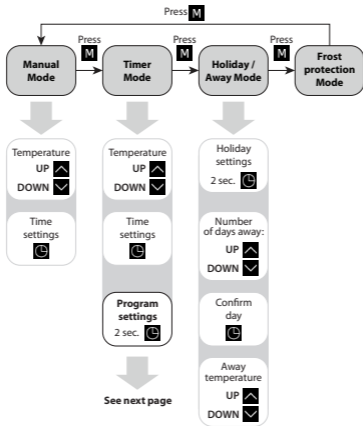 Press M
Manual
Mode
Press
M
Timer
Mode
Press
M
Holiday /
Away Mode
Press
M
Frost
protection
Mode
Temperature
UP
DOWN
Time
settings
Temperature
UP
DOWN
Time
settings
Program
settings
2 sec.
See next page
Holiday
settings
2 sec.
Number
of days away:
UP
DOWN
Confirm
day
Away
temperature
UP
DOWN